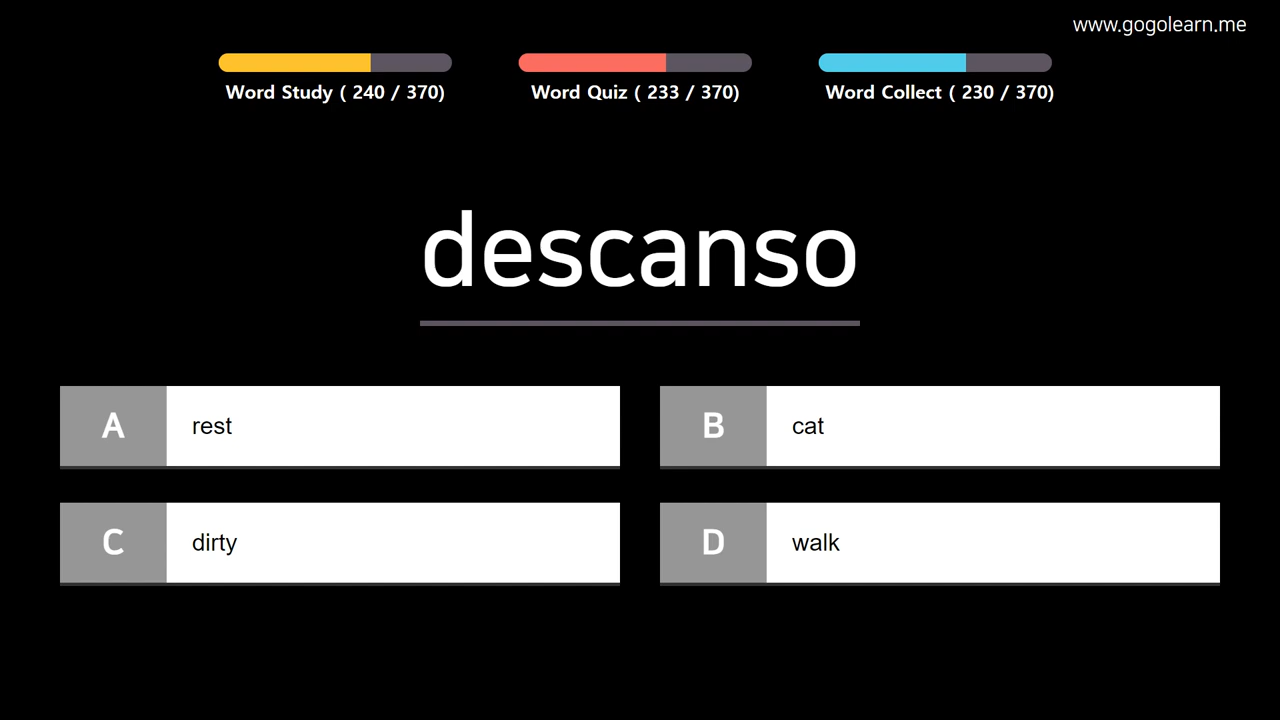 www.gogolearn.me
Word Study ( 240 / 370)
Word Quiz ( 233 / 370)
Word Collect ( 230 / 370)
descanso
A rest
B cat
C dirty
D walk